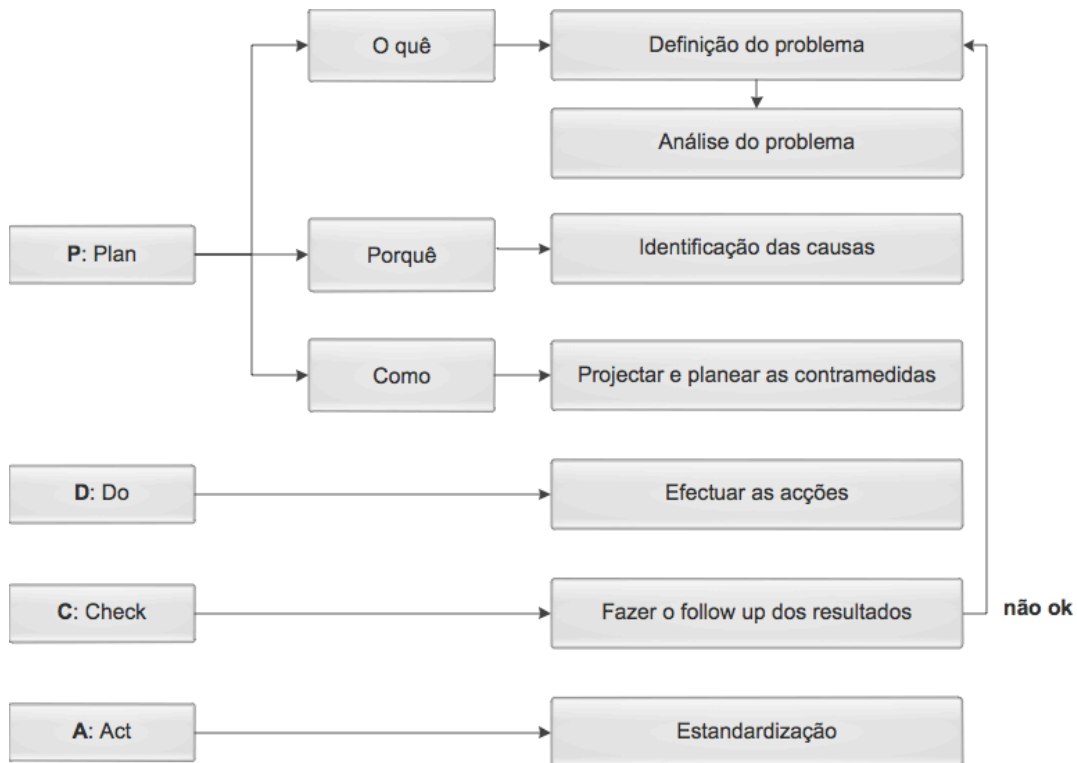 O quê
Definição do problema
Análise do problema
P: Plan
Porquê
Identificação das causas
Como
Projectar e planear as contramedidas
D: Do
Efectuar as acções
C: Check
Fazer o follow up dos resultados
não ok
A: Act
Estandardização